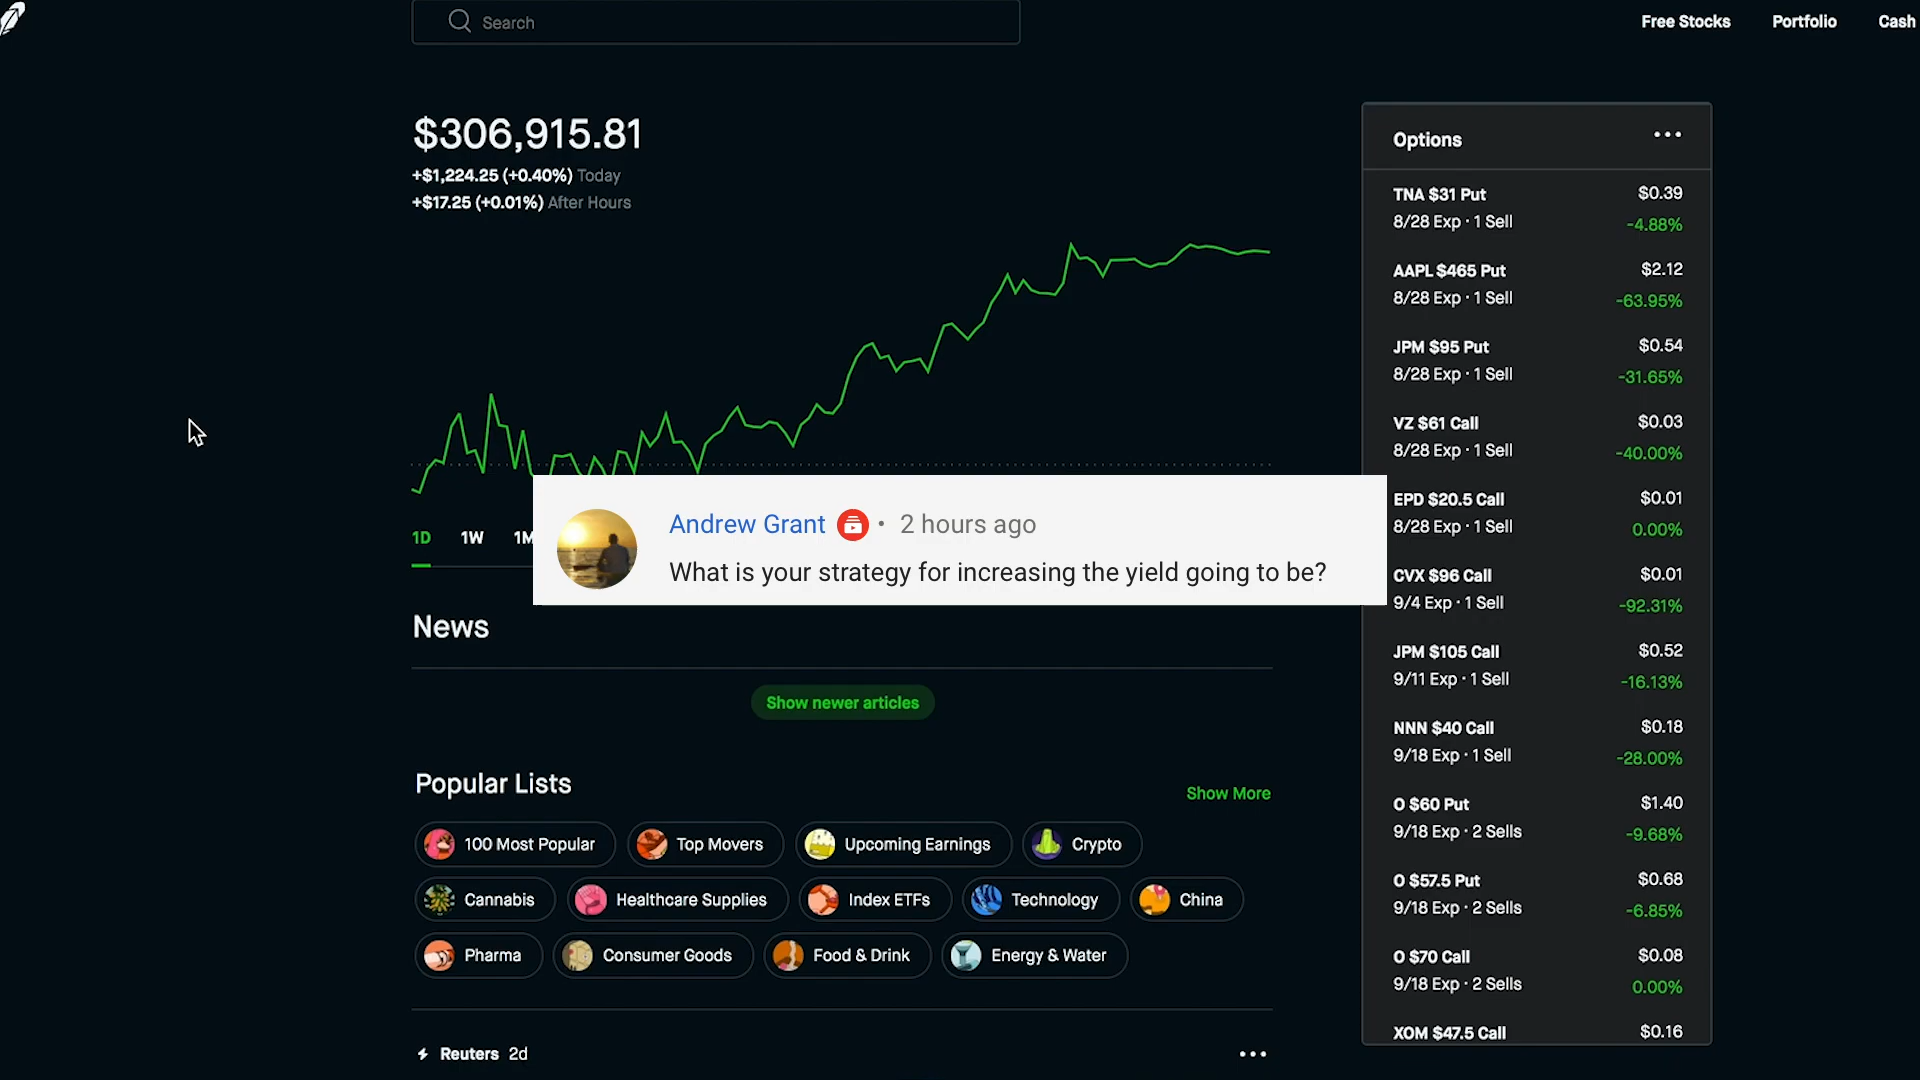 Search
Free Stocks
Portfolio
Cash
$306,915.81
+$1,224.25 (+0.40%) Today
+$17.25 (+0.01%) After Hours
1D
1W
Andrew Grant • 2 hours ago
What is your strategy for increasing the yield going to be?
News
Show newer articles
Popular Lists
Show More
100 Most Popular
Top Movers
Upcoming Earnings
Crypto
Cannabis
Healthcare Supplies
Index ETFs
Technology
China
Pharma
Consumer Goods
Food & Drink
Energy & Water
Reuters 2d
Options
TNA $31 Put $0.39
8/28 Exp · 1 Sell -4.88%
AAPL $465 Put $2.12
8/28 Exp · 1 Sell -63.95%
JPM $95 Put $0.54
8/28 Exp · 1 Sell -31.65%
VZ $61 Call $0.03
8/28 Exp · 1 Sell -40.00%
EPD $20.5 Call $0.01
8/28 Exp · 1 Sell 0.00%
CVX $96 Call $0.01
9/4 Exp · 1 Sell -92.31%
JPM $105 Call $0.52
9/11 Exp · 1 Sell -16.13%
NNN $40 Call $0.18
9/18 Exp · 1 Sell -28.00%
O $60 Put $1.40
9/18 Exp · 2 Sells -9.68%
O $57.5 Put $0.68
9/18 Exp · 2 Sells -6.85%
O $70 Call $0.08
9/18 Exp · 2 Sells 0.00%
XOM $47.5 Call $0.16